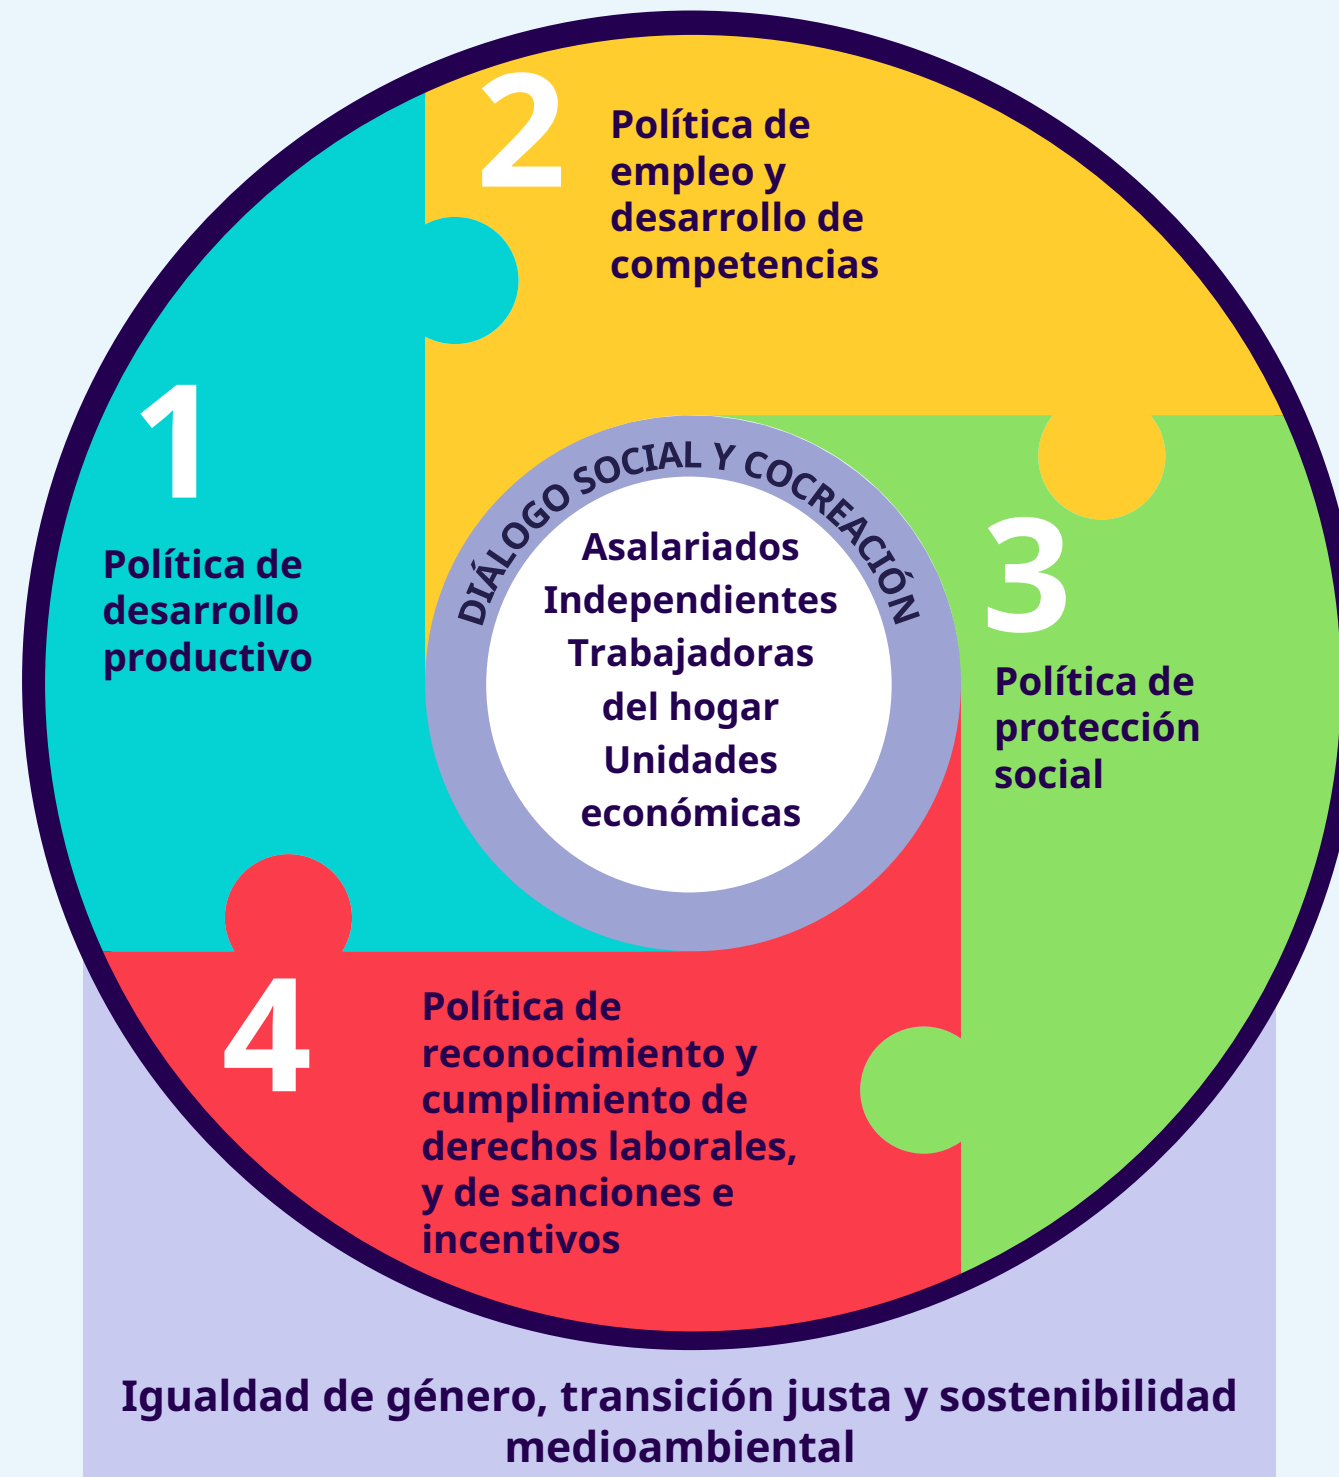 1
Política de
desarrollo
productivo
2
Política de
empleo y
desarrollo de
competencias
3
Política de
protección
social
4
Política de
reconocimiento y
cumplimiento de
derechos laborales,
y de sanciones e
incentivos
DIÁLOGO SOCIAL Y COCREACIÓN
Asalariados
Independientes
Trabajadoras
del hogar
Unidades
económicas
Igualdad de género, transición justa y sostenibilidad
medioambiental